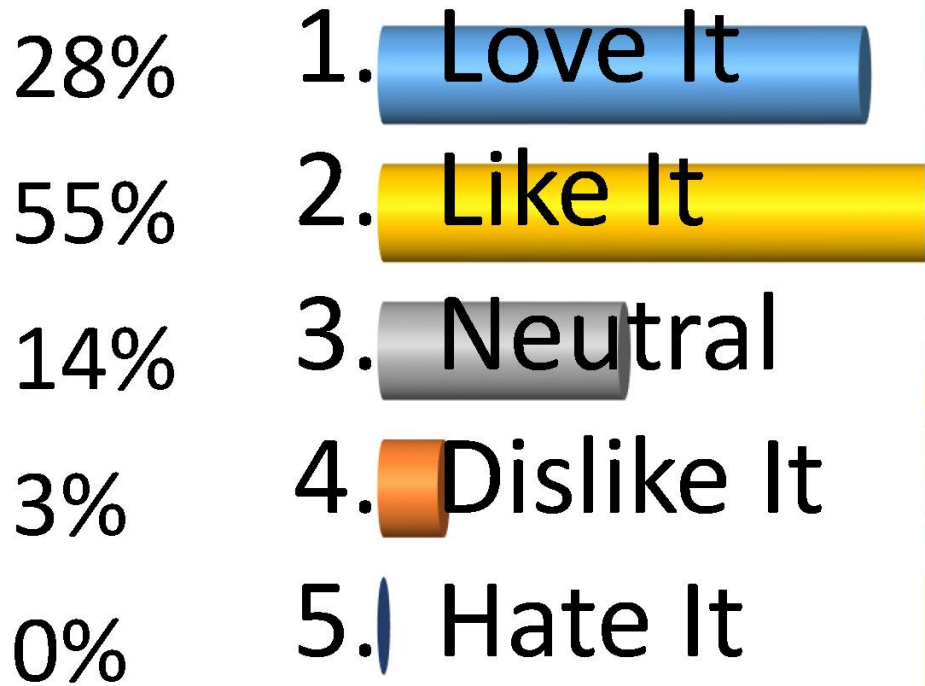 28% 1. Love It
55% 2. Like It
14% 3. Neutral
3% 4. Dislike It
0% 5. Hate It